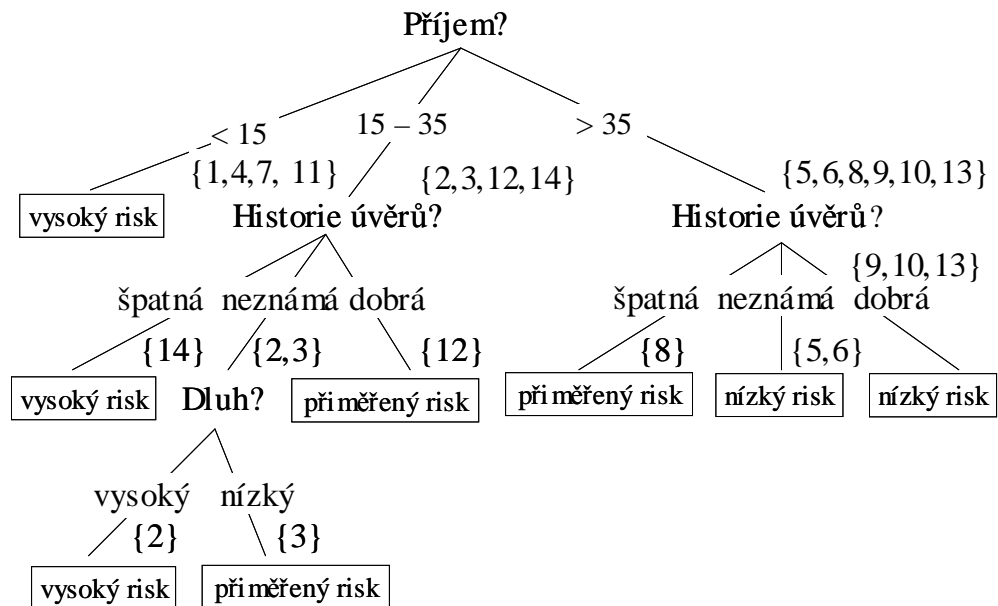 Příjem?
< 15 15 – 35 > 35
{1,4,7, 11} {2,3,12,14} {5,6,8,9,10,13}
vysoký risk Historie úvěrů? Historie úvěrů?
{9,10,13}
špatná neznámá dobrá špatná neznámá dobrá
{14} {2,3} {12} {8} {5,6}
vysoký risk Dluh? přiměřený risk přiměřený risk nízký risk nízký risk
vysoký nízký
{2} {3}
vysoký risk přiměřený risk